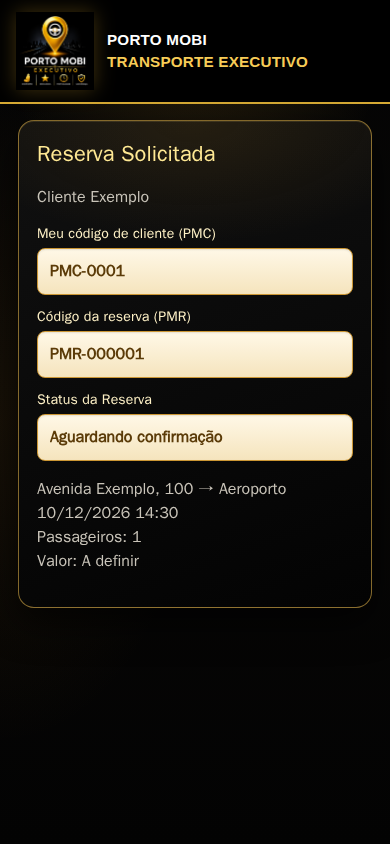 PORTO MOBI
EXECUTIVO
PORTO MOBI
TRANSPORTE EXECUTIVO
Reserva Solicitada
Cliente Exemplo
Meu código de cliente (PMC)
PMC-0001
Código da reserva (PMR)
PMR-000001
Status da Reserva
Aguardando confirmação
Avenida Exemplo, 100 → Aeroporto
10/12/2026 14:30
Passageiros: 1
Valor: A definir